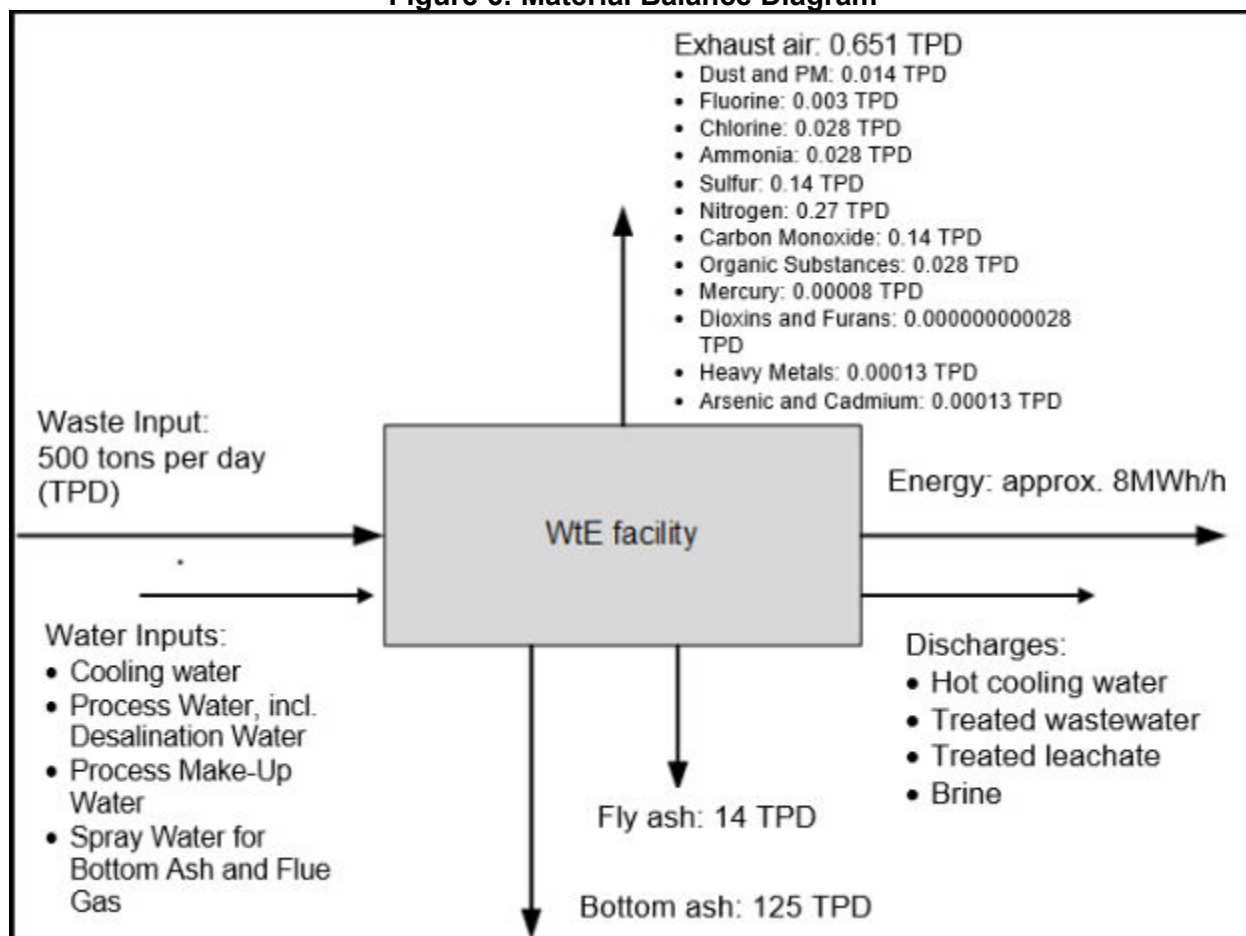 Figure 6: Material Balance Diagram
Exhaust air: 0.651 TPD
• Dust and PM: 0.014 TPD
• Fluorine: 0.003 TPD
• Chlorine: 0.028 TPD
• Ammonia: 0.028 TPD
• Sulfur: 0.14 TPD
• Nitrogen: 0.27 TPD
• Carbon Monoxide: 0.14 TPD
• Organic Substances: 0.028 TPD
• Mercury: 0.00008 TPD
• Dioxins and Furans: 0.000000000028
TPD
• Heavy Metals: 0.00013 TPD
• Arsenic and Cadmium: 0.00013 TPD
Waste Input:
500 tons per day
(TPD)
WtE facility
Energy: approx. 8MWh/h
Water Inputs:
• Cooling water
• Process Water, incl.
Desalination Water
• Process Make-Up
Water
• Spray Water for
Bottom Ash and Flue
Gas
Discharges:
• Hot cooling water
• Treated wastewater
• Treated leachate
• Brine
Fly ash: 14 TPD
Bottom ash: 125 TPD